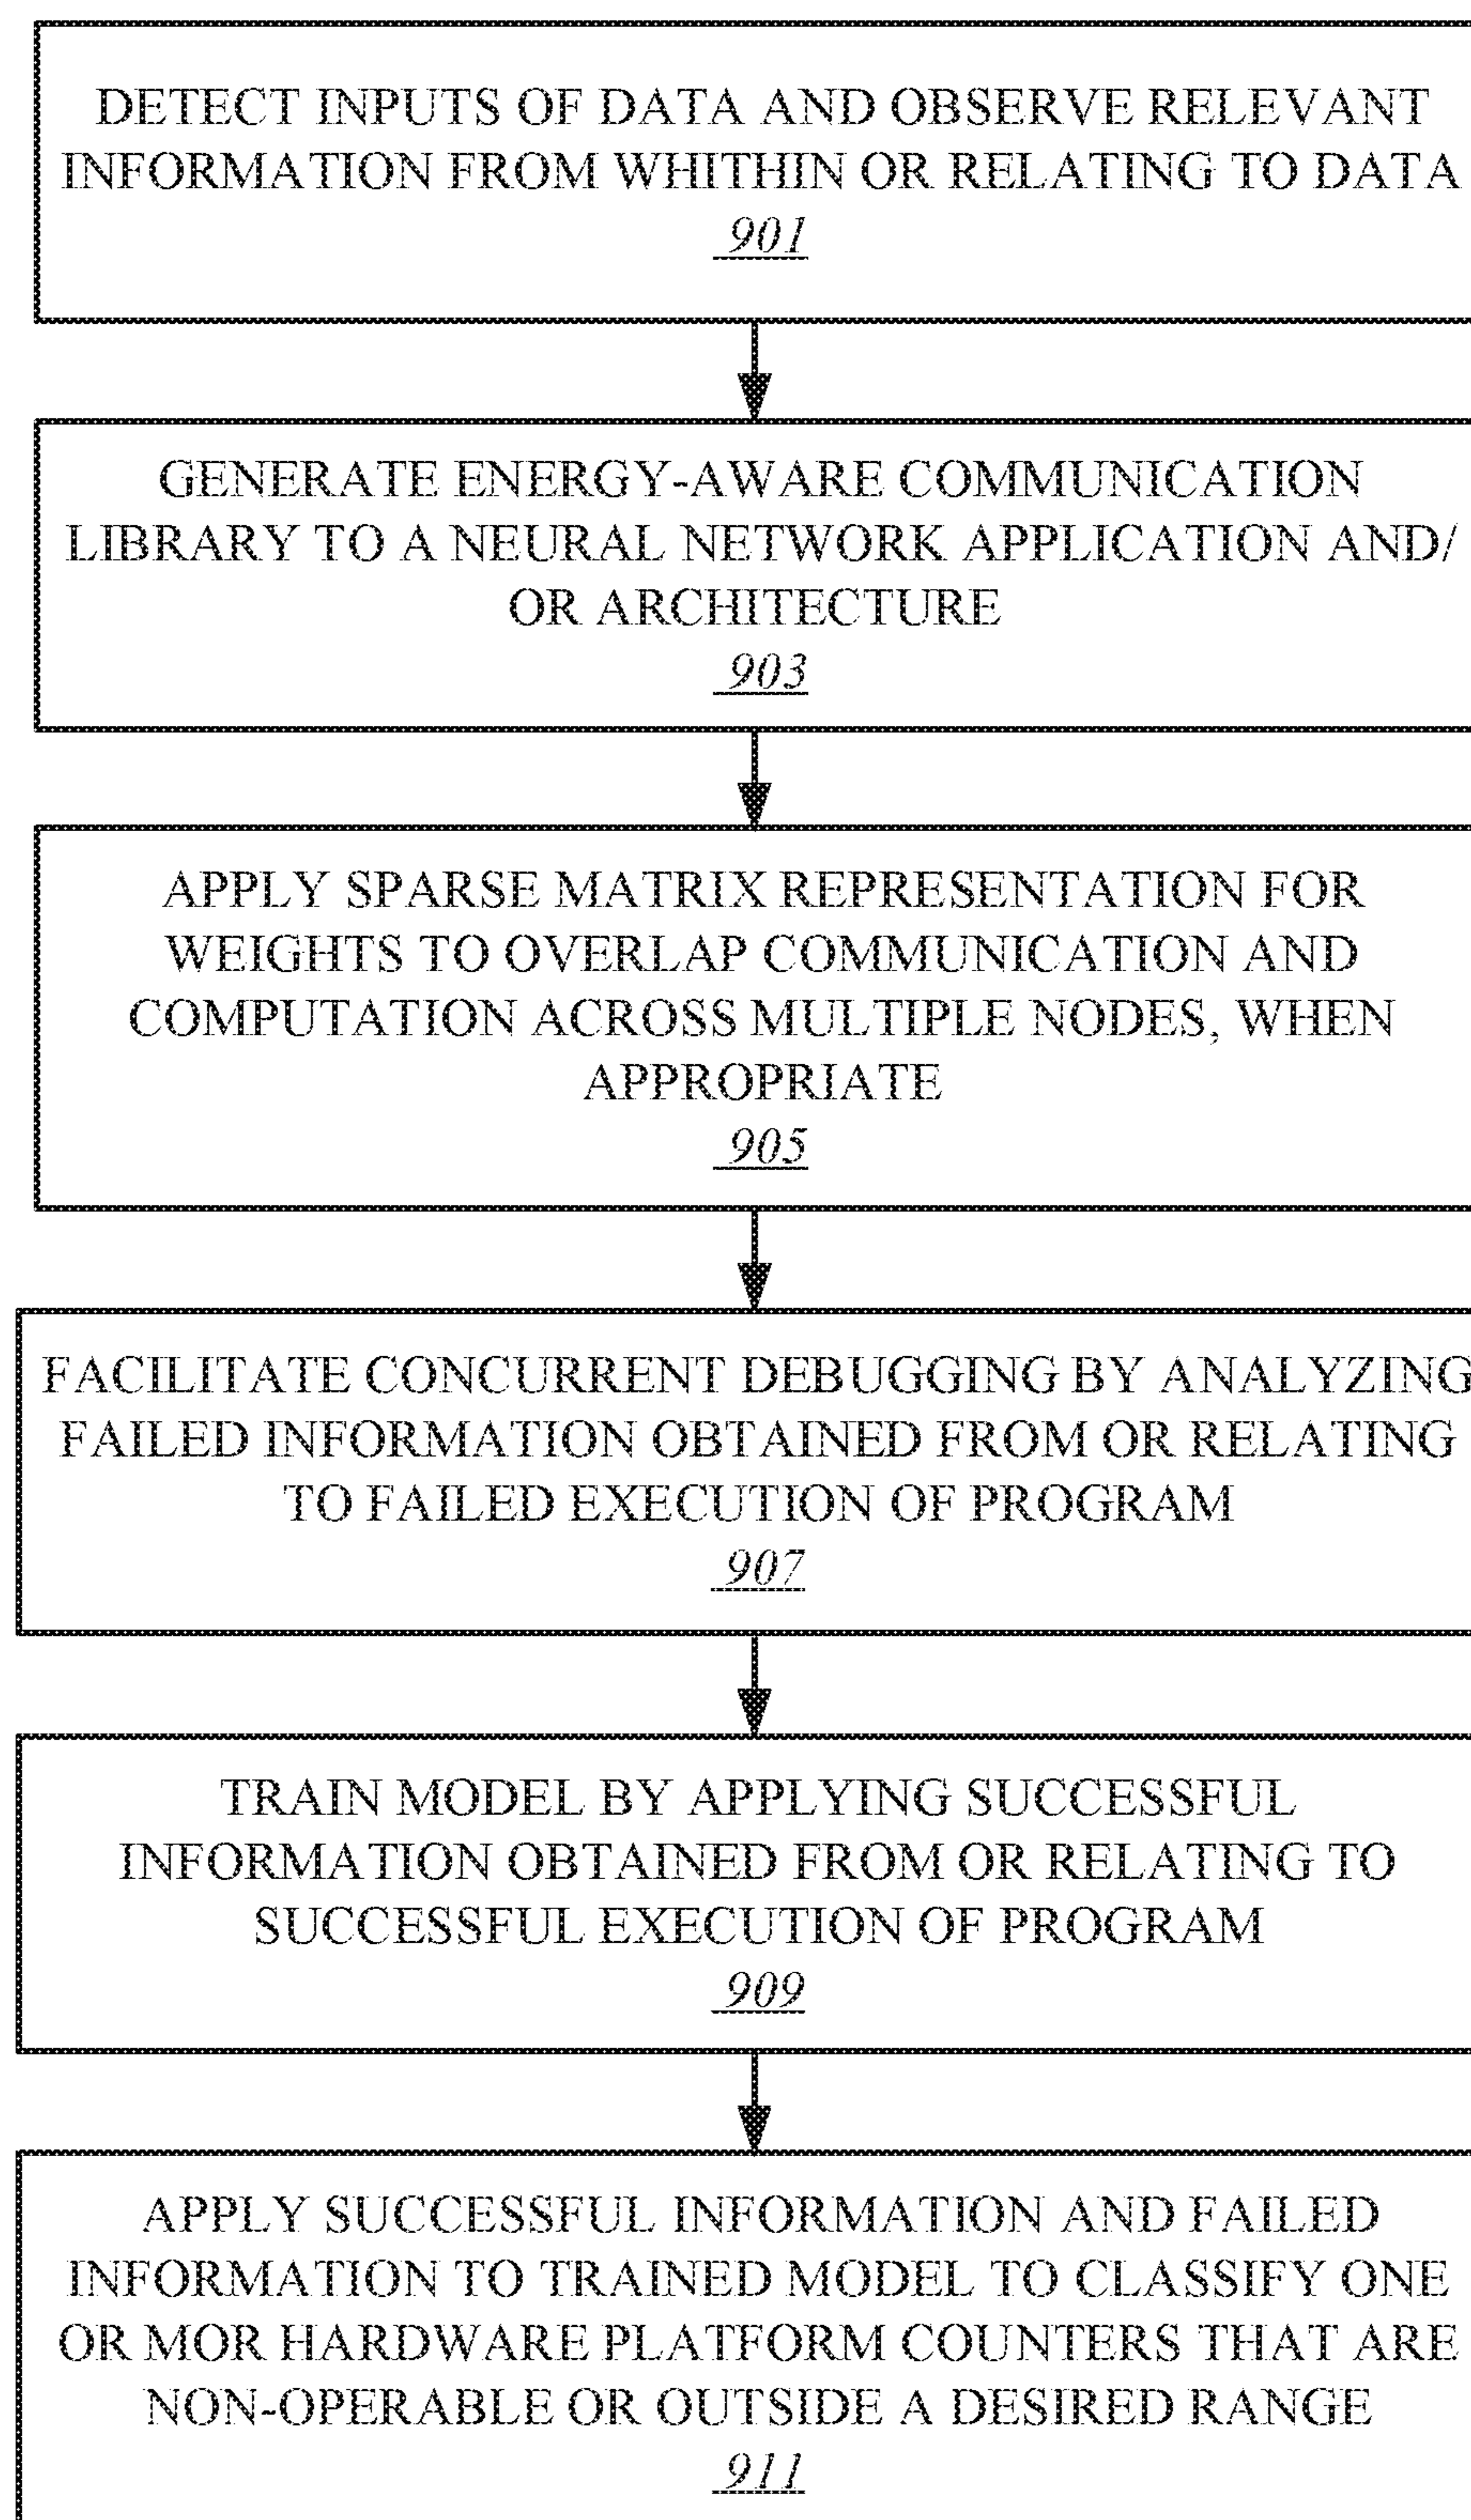 DETECT INPUTS OF DATA AND OBSERVE RELEVANT
INFORMATION FROM WHITHIN OR RELATING TO DATA
901
GENERATE ENERGY-AWARE COMMUNICATION
LIBRARY TO A NEURAL NETWORK APPLICATION AND/
OR ARCHITECTURE
903
APPLY SPARSE MATRIX REPRESENTATION FOR
WEIGHTS TO OVERLAP COMMUNICATION AND
COMPUTATION ACROSS MULTIPLE NODES, WHEN
APPROPRIATE
905
FACILITATE CONCURRENT DEBUGGING BY ANALYZING
FAILED INFORMATION OBTAINED FROM OR RELATING
TO FAILED EXECUTION OF PROGRAM
907
TRAIN MODEL BY APPLYING SUCCESSFUL
INFORMATION OBTAINED FROM OR RELATING TO
SUCCESSFUL EXECUTION OF PROGRAM
909
APPLY SUCCESSFUL INFORMATION AND FAILED
INFORMATION TO TRAINED MODEL TO CLASSIFY ONE
OR MOR HARDWARE PLATFORM COUNTERS THAT ARE
NON-OPERABLE OR OUTSIDE A DESIRED RANGE
911